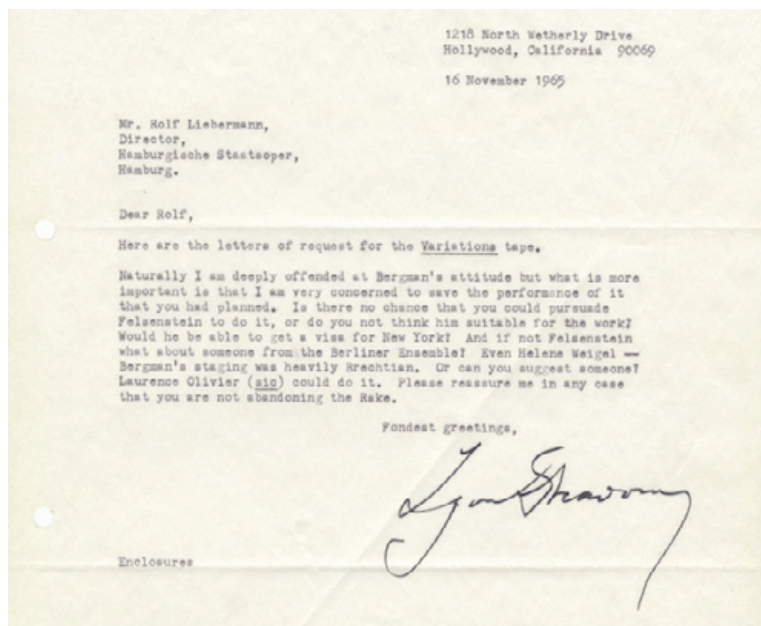 1218 North Wetherly Drive
Hollywood, California 90069
16 November 1965
Mr. Rolf Liebermann,
Director,
Hamburgische Staatsoper,
Hamburg.
Dear Rolf,
Here are the letters of request for the Variations tape.
Naturally I am deeply offended at Bergman's attitude but what is more
important is that I am very concerned to save the performance of it
that you had planned. Is there no chance that you could pursuade
Felsenstein to do it, or do you not think him suitable for the work?
Would he be able to get a visa for New York? And if not Felsenstein
what about someone from the Berliner Ensemble? Even Helene Weigel --
Bergman's staging was heavily Brechtian. Or can you suggest someone?
Laurence Olivier (sic) could do it. Please reassure me in any case
that you are not abandoning the Rake.
Fondest greetings,
Igor Stravinsky
Enclosures